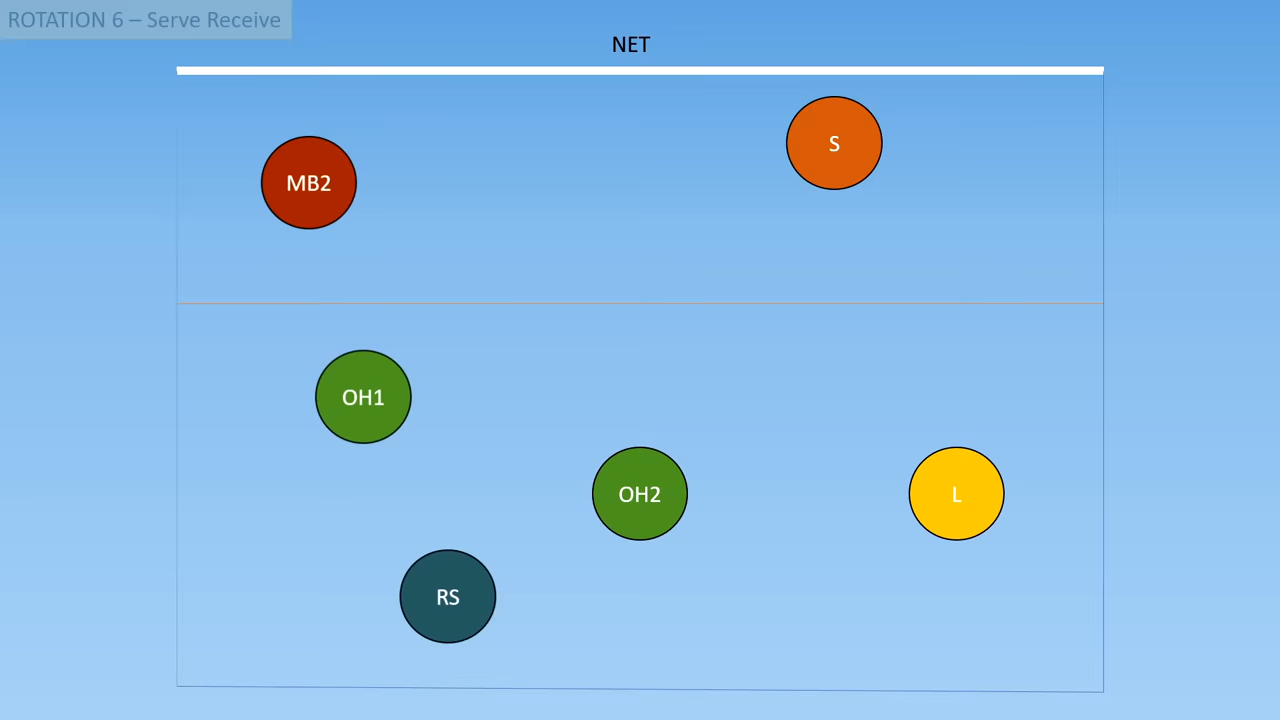 ROTATION 6 – Serve Receive
NET
S
MB2
OH1
OH2
L
RS